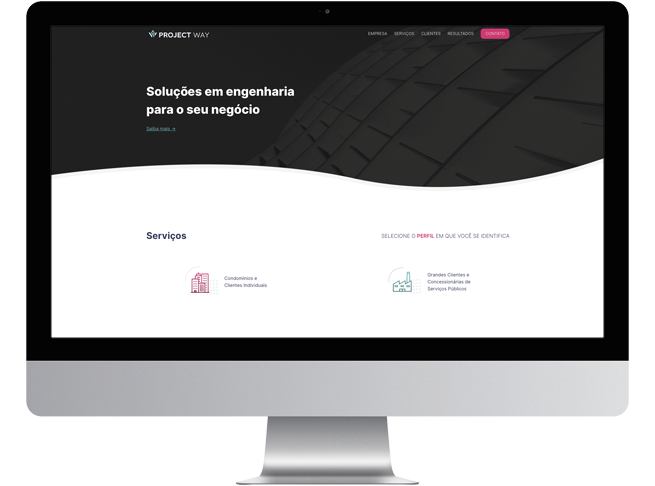 PROJECT WAY
EMPRESA SERVIÇOS CLIENTES RESULTADOS CONTATO
Soluções em engenharia
para o seu negócio
Saiba mais →
Serviços
SELECIONE O PERFIL EM QUE VOCÊ SE IDENTIFICA
Condomínios e
Clientes Individuais
Grandes Clientes e
Concessionárias de
Serviços Públicos